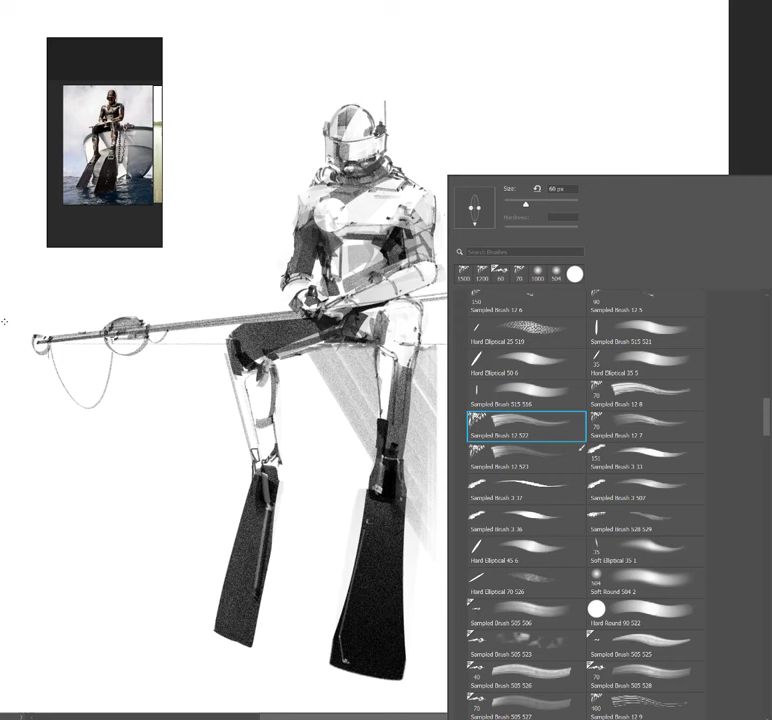 Size:
60 px
Hardness:
Search Brushes
1500 1200 60 70 1000 504
150 90
Sampled Brush 12 6 Sampled Brush 12 5
Hard Elliptical 25 519 Sampled Brush 515 521
35
Hard Elliptical 50 6 Hard Elliptical 35 5
70
Sampled Brush 515 516 Sampled Brush 12 8
70
Sampled Brush 12 522 Sampled Brush 12 7
151
Sampled Brush 12 523 Sampled Brush 3 33
Sampled Brush 3 37 Sampled Brush 3 507
Sampled Brush 3 36 Sampled Brush 528 529
35
Hard Elliptical 45 6 Soft Elliptical 35 1
504
Hard Elliptical 70 526 Soft Round 504 2
Sampled Brush 505 506 Hard Round 90 522
Sampled Brush 505 523 Sampled Brush 505 525
40 70
Sampled Brush 505 526 Sampled Brush 505 528
70 400
Sampled Brush 505 527 Sampled Brush 12 9